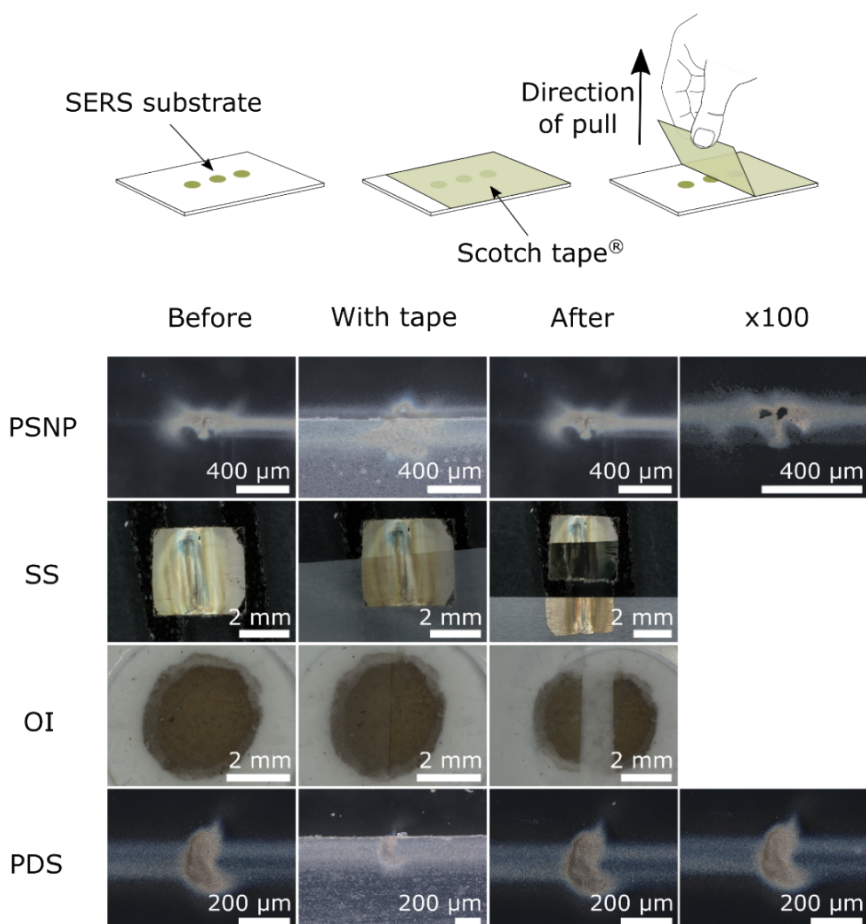 SERS substrate
Direction
of pull
Scotch tape®
Before With tape After x100
PSNP
400 µm 400 µm 400 µm 400 µm
SS
2 mm 2 mm 2 mm
OI
2 mm 2 mm 2 mm
PDS
200 µm 200 µm 200 µm 200 µm